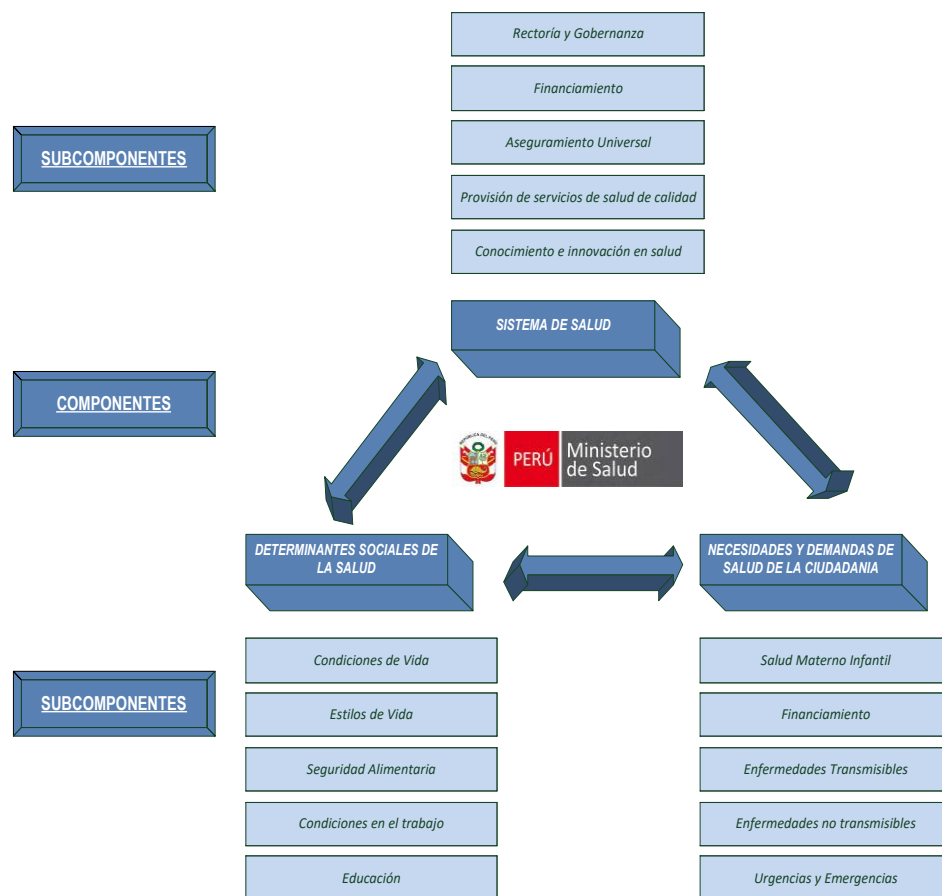 Rectoría y Gobernanza
Financiamiento
SUBCOMPONENTES
Aseguramiento Universal
Provisión de servicios de salud de calidad
Conocimiento e innovación en salud
SISTEMA DE SALUD
COMPONENTES
REPÚBLICA DEL PERÚ
PERÚ
Ministerio
de Salud
DETERMINANTES SOCIALES DE
LA SALUD
NECESIDADES Y DEMANDAS DE
SALUD DE LA CIUDADANIA
SUBCOMPONENTES
Condiciones de Vida
Estilos de Vida
Seguridad Alimentaria
Condiciones en el trabajo
Educación
Salud Materno Infantil
Financiamiento
Enfermedades Transmisibles
Enfermedades no transmisibles
Urgencias y Emergencias